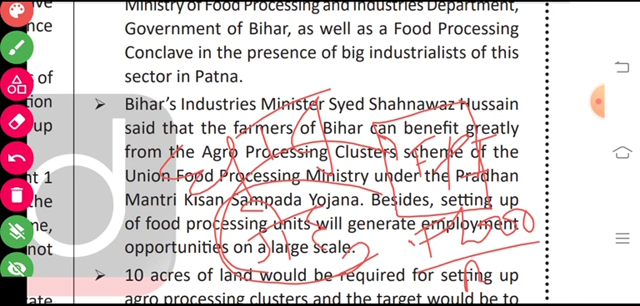 Ministry of Food Processing and Industries Department,
Government of Bihar, as well as a Food Processing
Conclave in the presence of big industrialists of this
sector in Patna.
➤ Bihar's Industries Minister Syed Shahnawaz Hussain
said that the farmers of Bihar can benefit greatly
from the Agro Processing Clusters scheme of the
Union Food Processing Ministry under the Pradhan
Mantri Kisan Sampada Yojana. Besides, setting up
of food processing units will generate employment
opportunities on a large scale.
➤ 10 acres of land would be required for setting up
agro processing clusters and the target would be to
nce
s of
tion
up
nt 1
he
ne,
not